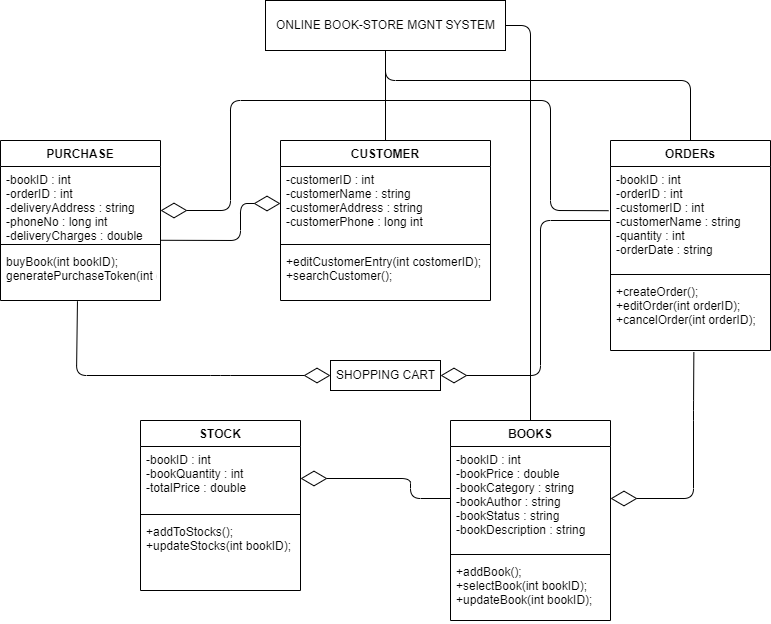 ONLINE BOOK-STORE MGNT SYSTEM
PURCHASE
-bookID : int
-orderID : int
-deliveryAddress : string
-phoneNo : long int
-deliveryCharges : double
buyBook(int bookID);
generatePurchaseToken(int
CUSTOMER
-customerID : int
-customerName : string
-customerAddress : string
-customerPhone : long int
+editCustomerEntry(int costomerID);
+searchCustomer();
ORDERs
-bookID : int
-orderID : int
-customerID : int
-customerName : string
-quantity : int
-orderDate : string
+createOrder();
+editOrder(int orderID);
+cancelOrder(int orderID);
SHOPPING CART
STOCK
-bookID : int
-bookQuantity : int
-totalPrice : double
+addToStocks();
+updateStocks(int bookID);
BOOKS
-bookID : int
-bookPrice : double
-bookCategory : string
-bookAuthor : string
-bookStatus : string
-bookDescription : string
+addBook();
+selectBook(int bookID);
+updateBook(int bookID);